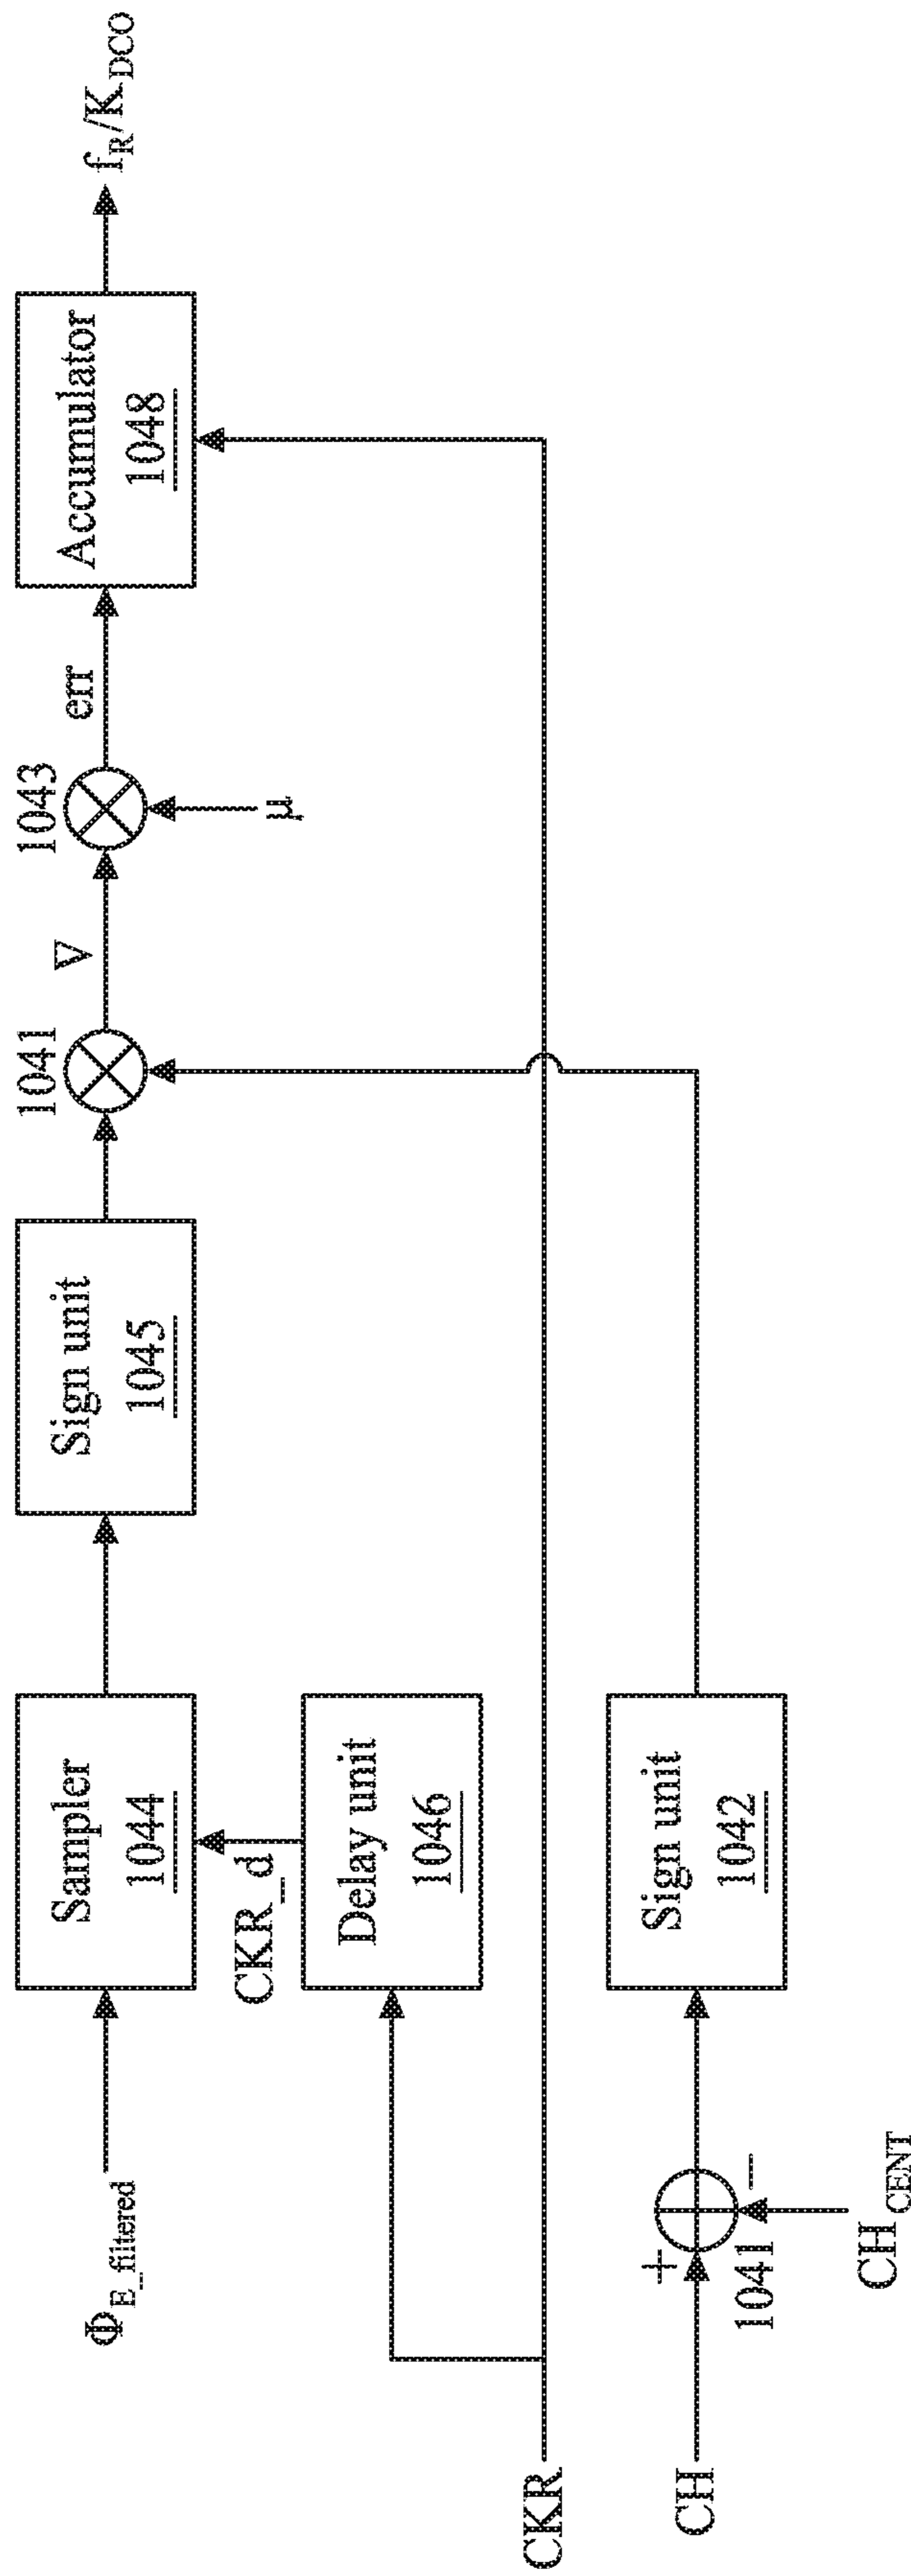 Φ_E_filtered
Sampler
1044
Sign unit
1045
1041
∇
1043
μ
err
Accumulator
1048
f_R/K_DCO
CKR_d
Delay unit
1046
CKR
CH
+
−
1041
CH_CENT
Sign unit
1042